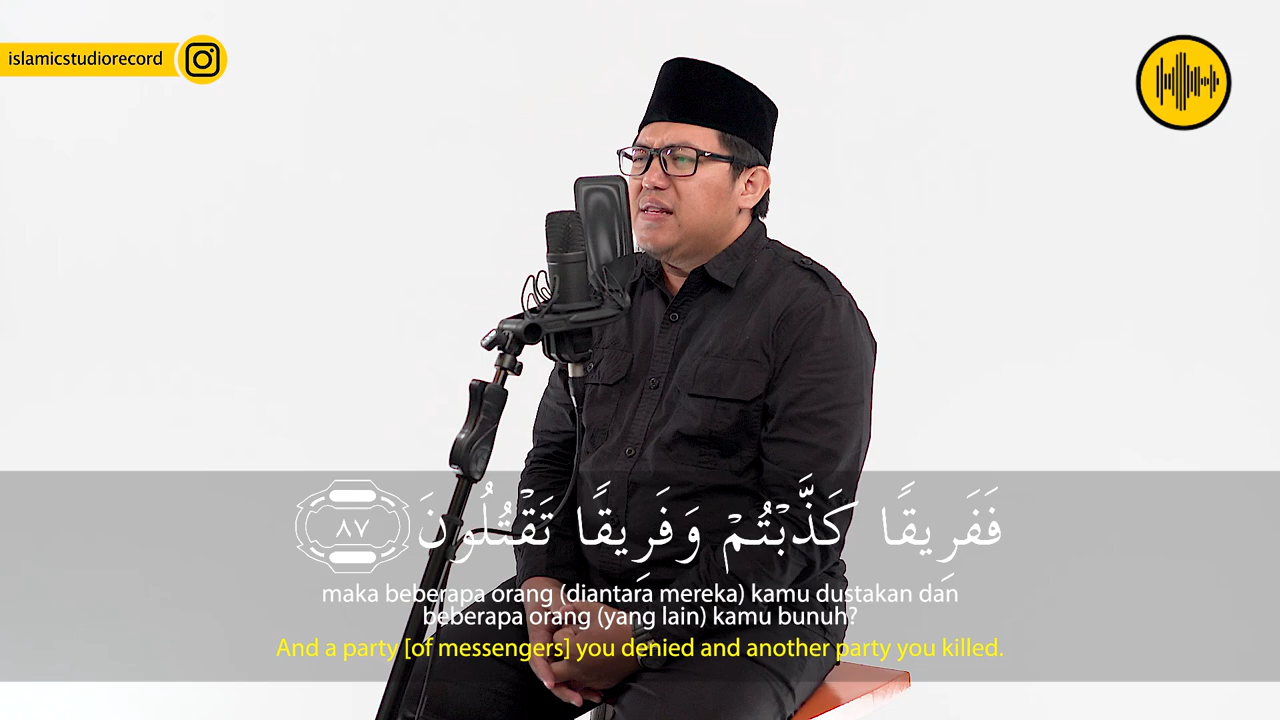 islamicstudiorecord
فَفَرِيقًا كَذَّبْتُمْ وَفَرِيقًا تَقْتُلُونَ ٨٧
maka beberapa orang (diantara mereka) kamu dustakan dan
beberapa orang (yang lain) kamu bunuh?
And a party [of messengers] you denied and another party you killed.